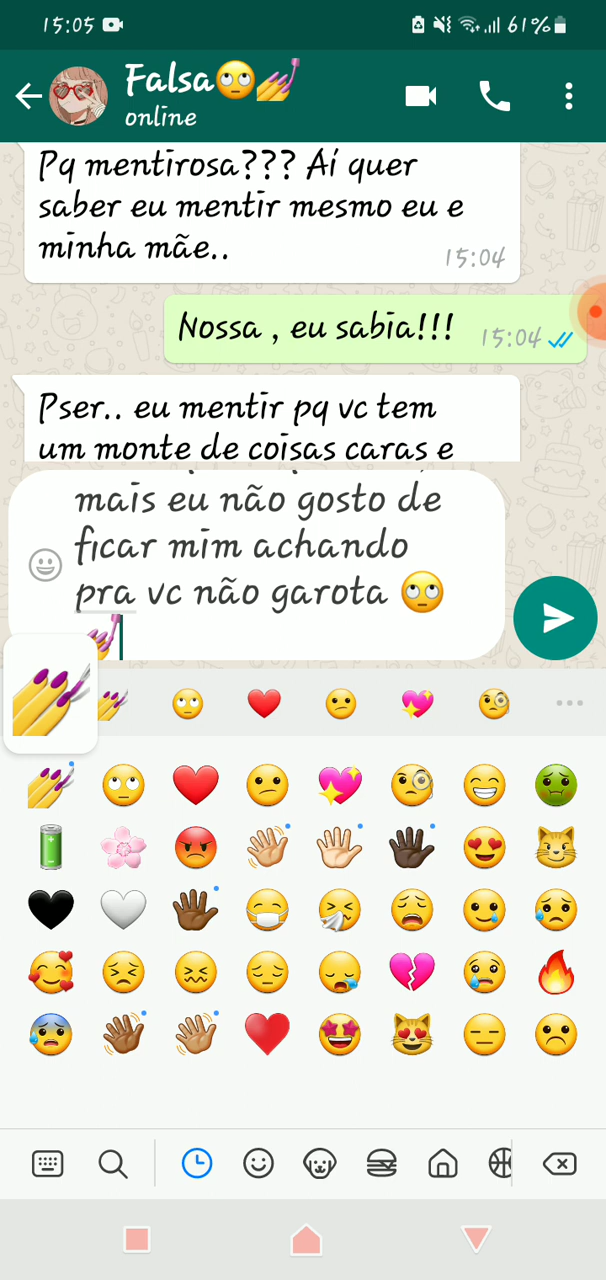 15:05
61%
Falsa🙄💅
online
Pq mentirosa??? Aí quer
saber eu mentir mesmo eu e
minha mãe..
15:04
Nossa , eu sabia!!!
15:04
Pser.. eu mentir pq vc tem
um monte de coisas caras e
mais eu não gosto de
ficar mim achando
pra vc não garota 🙄
💅